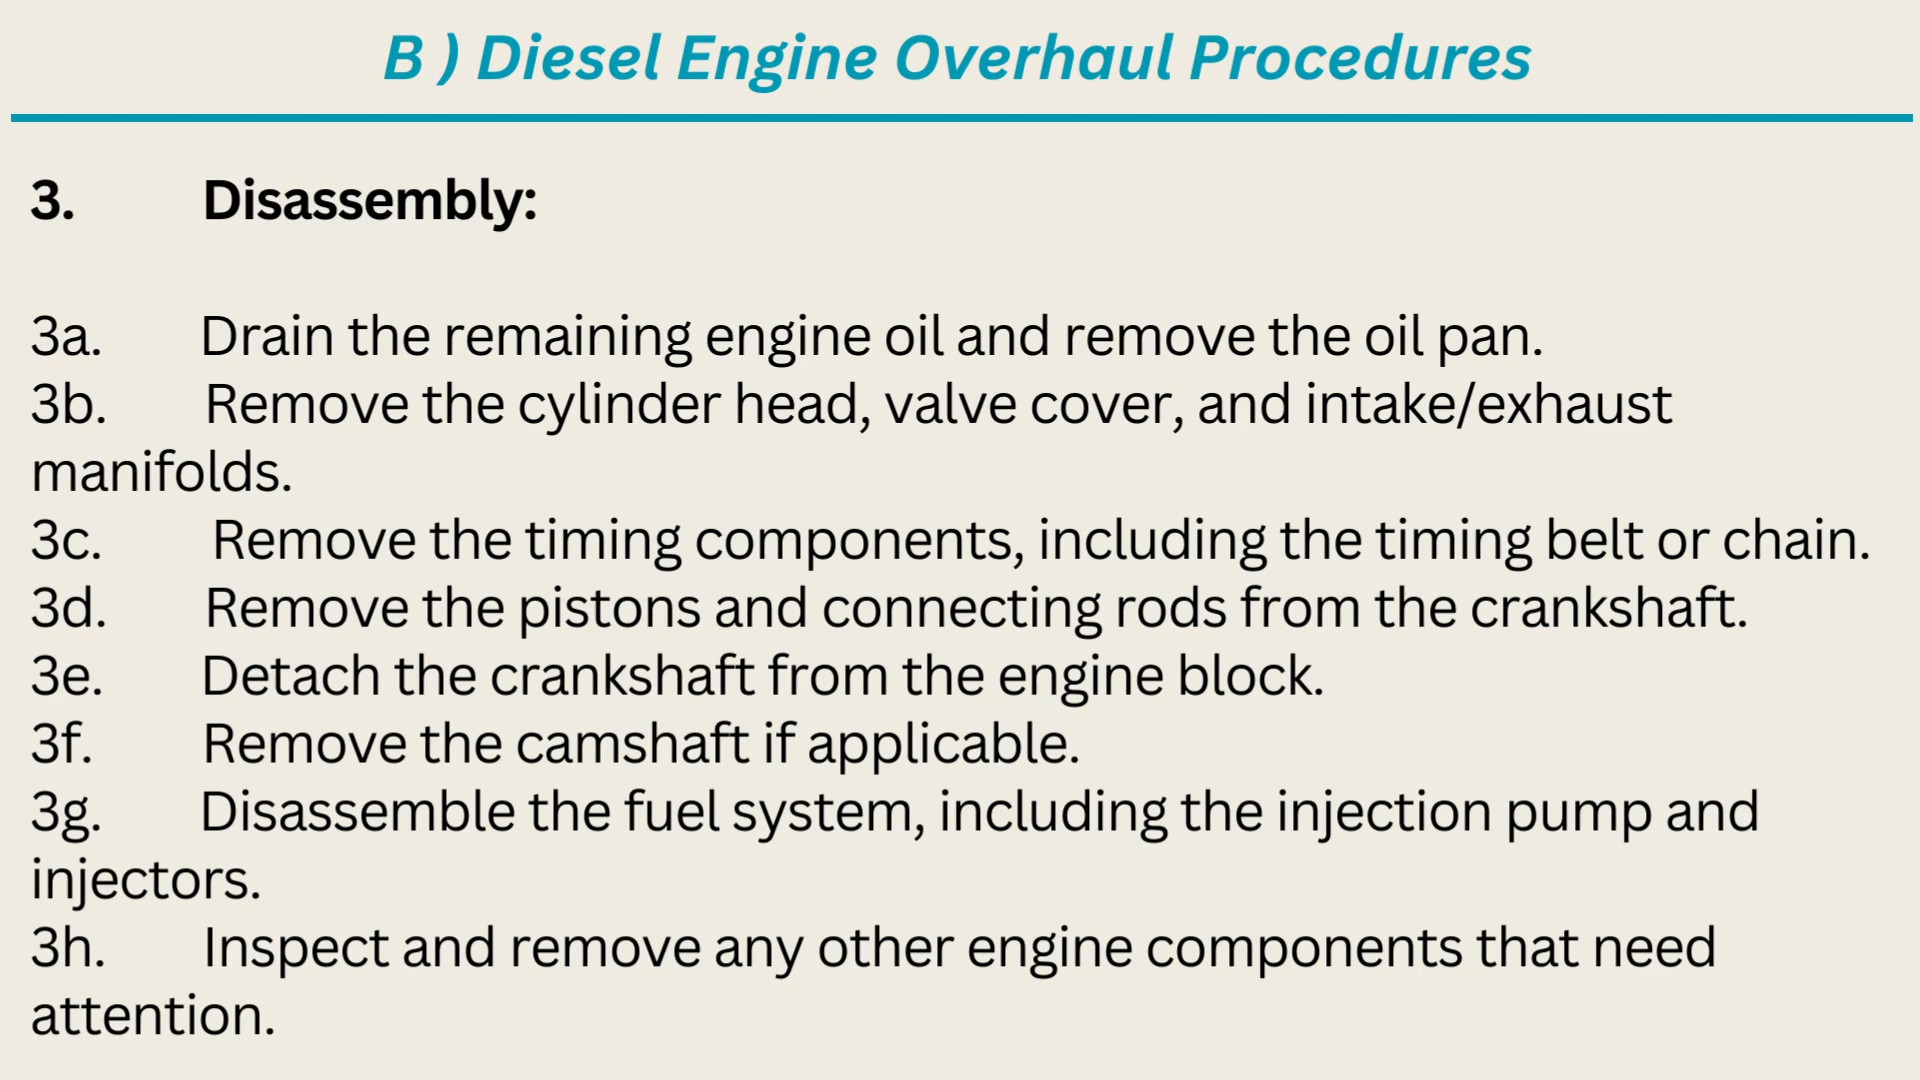 B ) Diesel Engine Overhaul Procedures
3. Disassembly:
3a. Drain the remaining engine oil and remove the oil pan.
3b. Remove the cylinder head, valve cover, and intake/exhaust
manifolds.
3c. Remove the timing components, including the timing belt or chain.
3d. Remove the pistons and connecting rods from the crankshaft.
3e. Detach the crankshaft from the engine block.
3f. Remove the camshaft if applicable.
3g. Disassemble the fuel system, including the injection pump and
injectors.
3h. Inspect and remove any other engine components that need
attention.